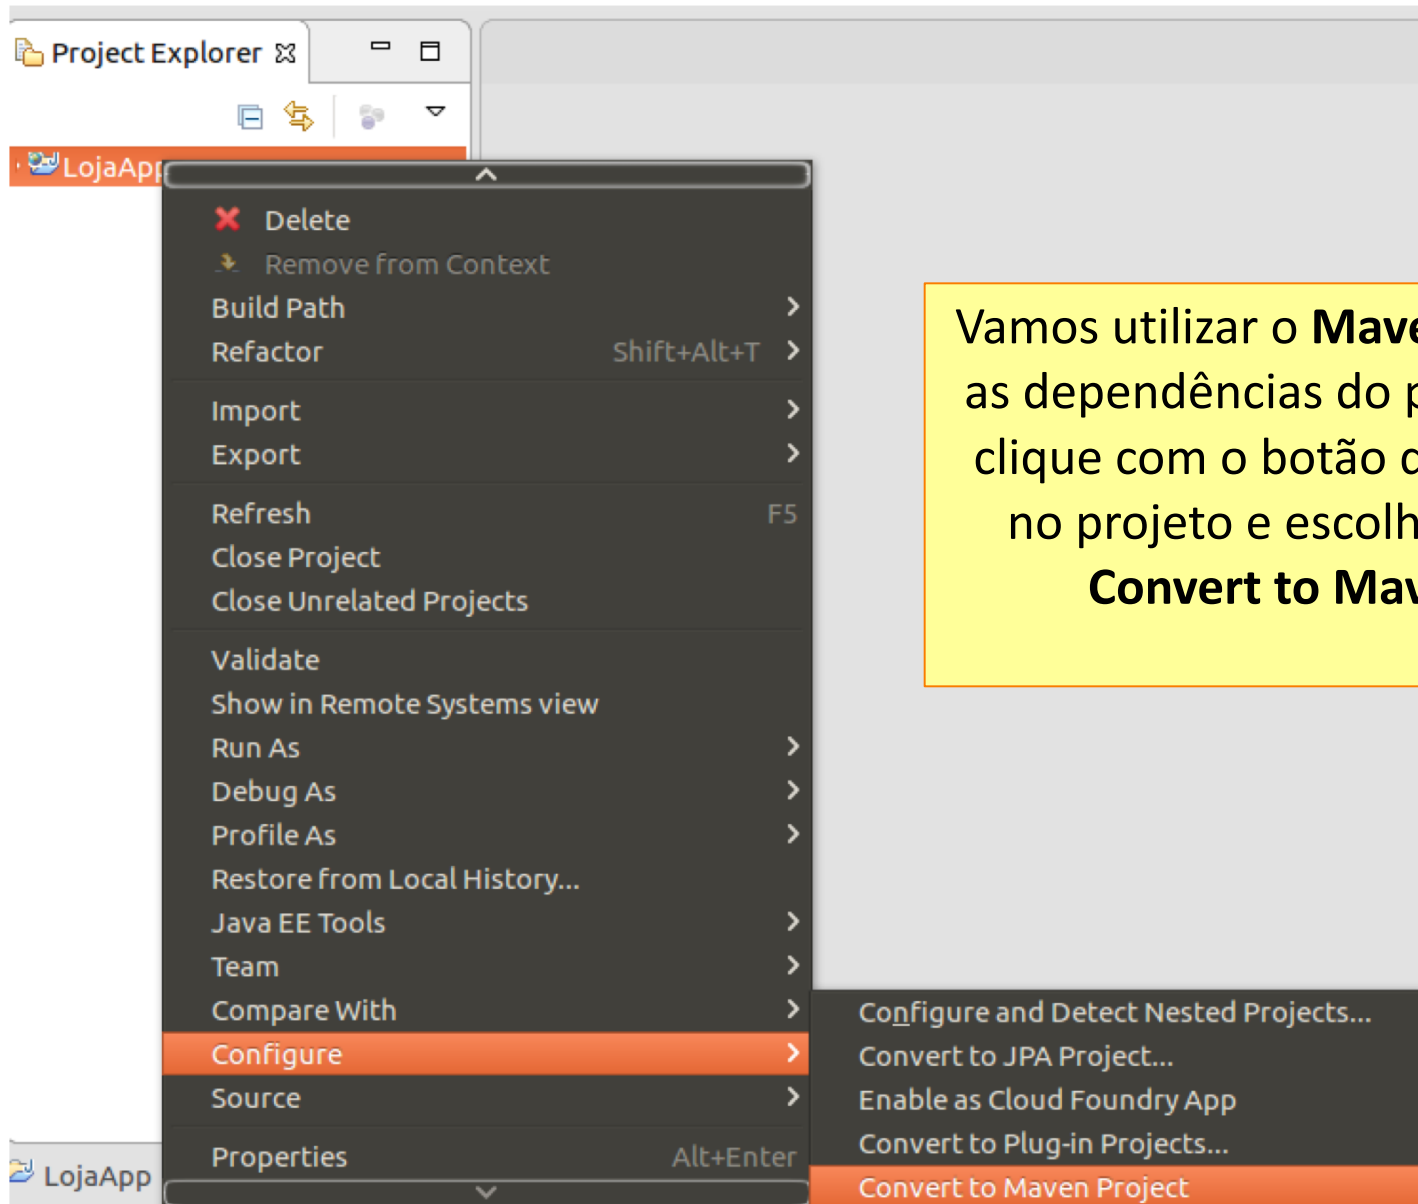 Project Explorer
LojaApp
Delete
Remove from Context
Build Path
Refactor Shift+Alt+T
Import
Export
Refresh F5
Close Project
Close Unrelated Projects
Validate
Show in Remote Systems view
Run As
Debug As
Profile As
Restore from Local History...
Java EE Tools
Team
Compare With
Configure
Source
Properties Alt+Enter
Configure and Detect Nested Projects...
Convert to JPA Project...
Enable as Cloud Foundry App
Convert to Plug-in Projects...
Convert to Maven Project
Vamos utilizar o
as dependências do
clique com o botão
no projeto e
Convert to
LojaApp